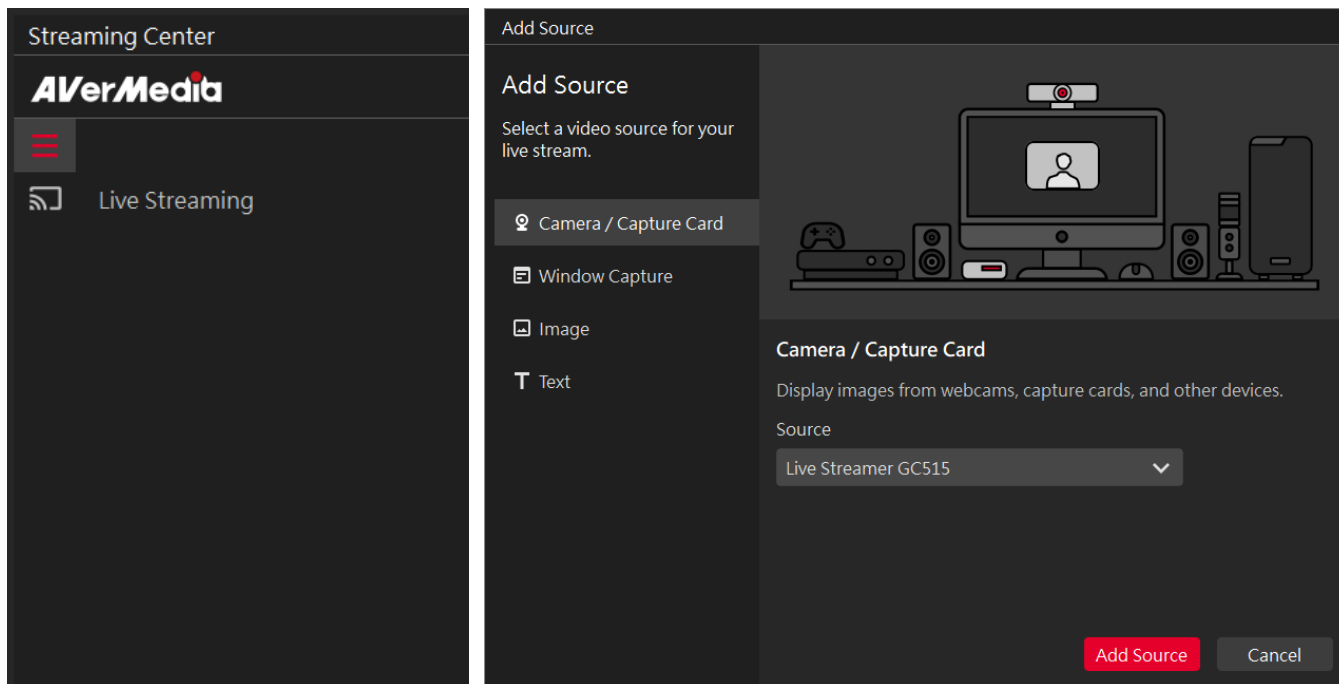 Streaming Center
AVerMedia
Live Streaming
Add Source
Add Source
Select a video source for your
live stream.
Camera / Capture Card
Window Capture
Image
Text
Camera / Capture Card
Display images from webcams, capture cards, and other devices.
Source
Live Streamer GC515
Add Source
Cancel